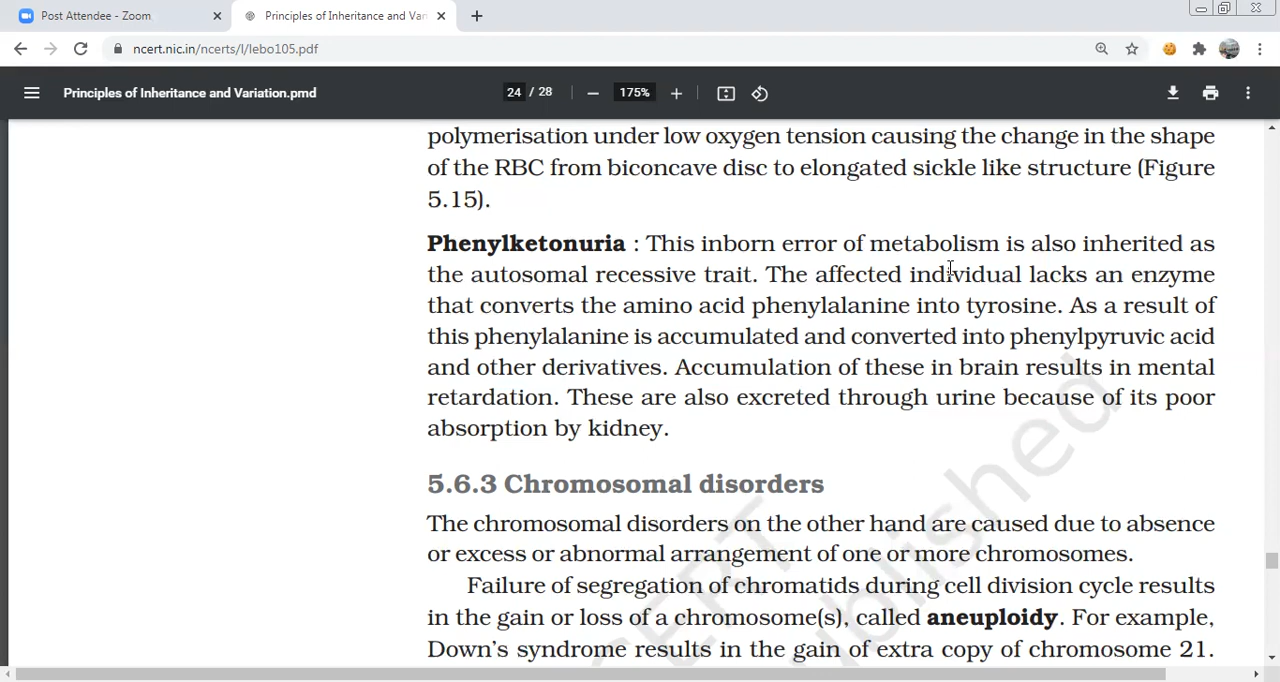 Post Attendee - Zoom
Principles of Inheritance and Var
ncert.nic.in/ncerts/l/lebo105.pdf
Principles of Inheritance and Variation.pmd
24 / 28
175%
polymerisation under low oxygen tension causing the change in the shape
of the RBC from biconcave disc to elongated sickle like structure (Figure
5.15).
Phenylketonuria : This inborn error of metabolism is also inherited as
the autosomal recessive trait. The affected individual lacks an enzyme
that converts the amino acid phenylalanine into tyrosine. As a result of
this phenylalanine is accumulated and converted into phenylpyruvic acid
and other derivatives. Accumulation of these in brain results in mental
retardation. These are also excreted through urine because of its poor
absorption by kidney.
5.6.3 Chromosomal disorders
The chromosomal disorders on the other hand are caused due to absence
or excess or abnormal arrangement of one or more chromosomes.
Failure of segregation of chromatids during cell division cycle results
in the gain or loss of a chromosome(s), called aneuploidy. For example,
Down's syndrome results in the gain of extra copy of chromosome 21.